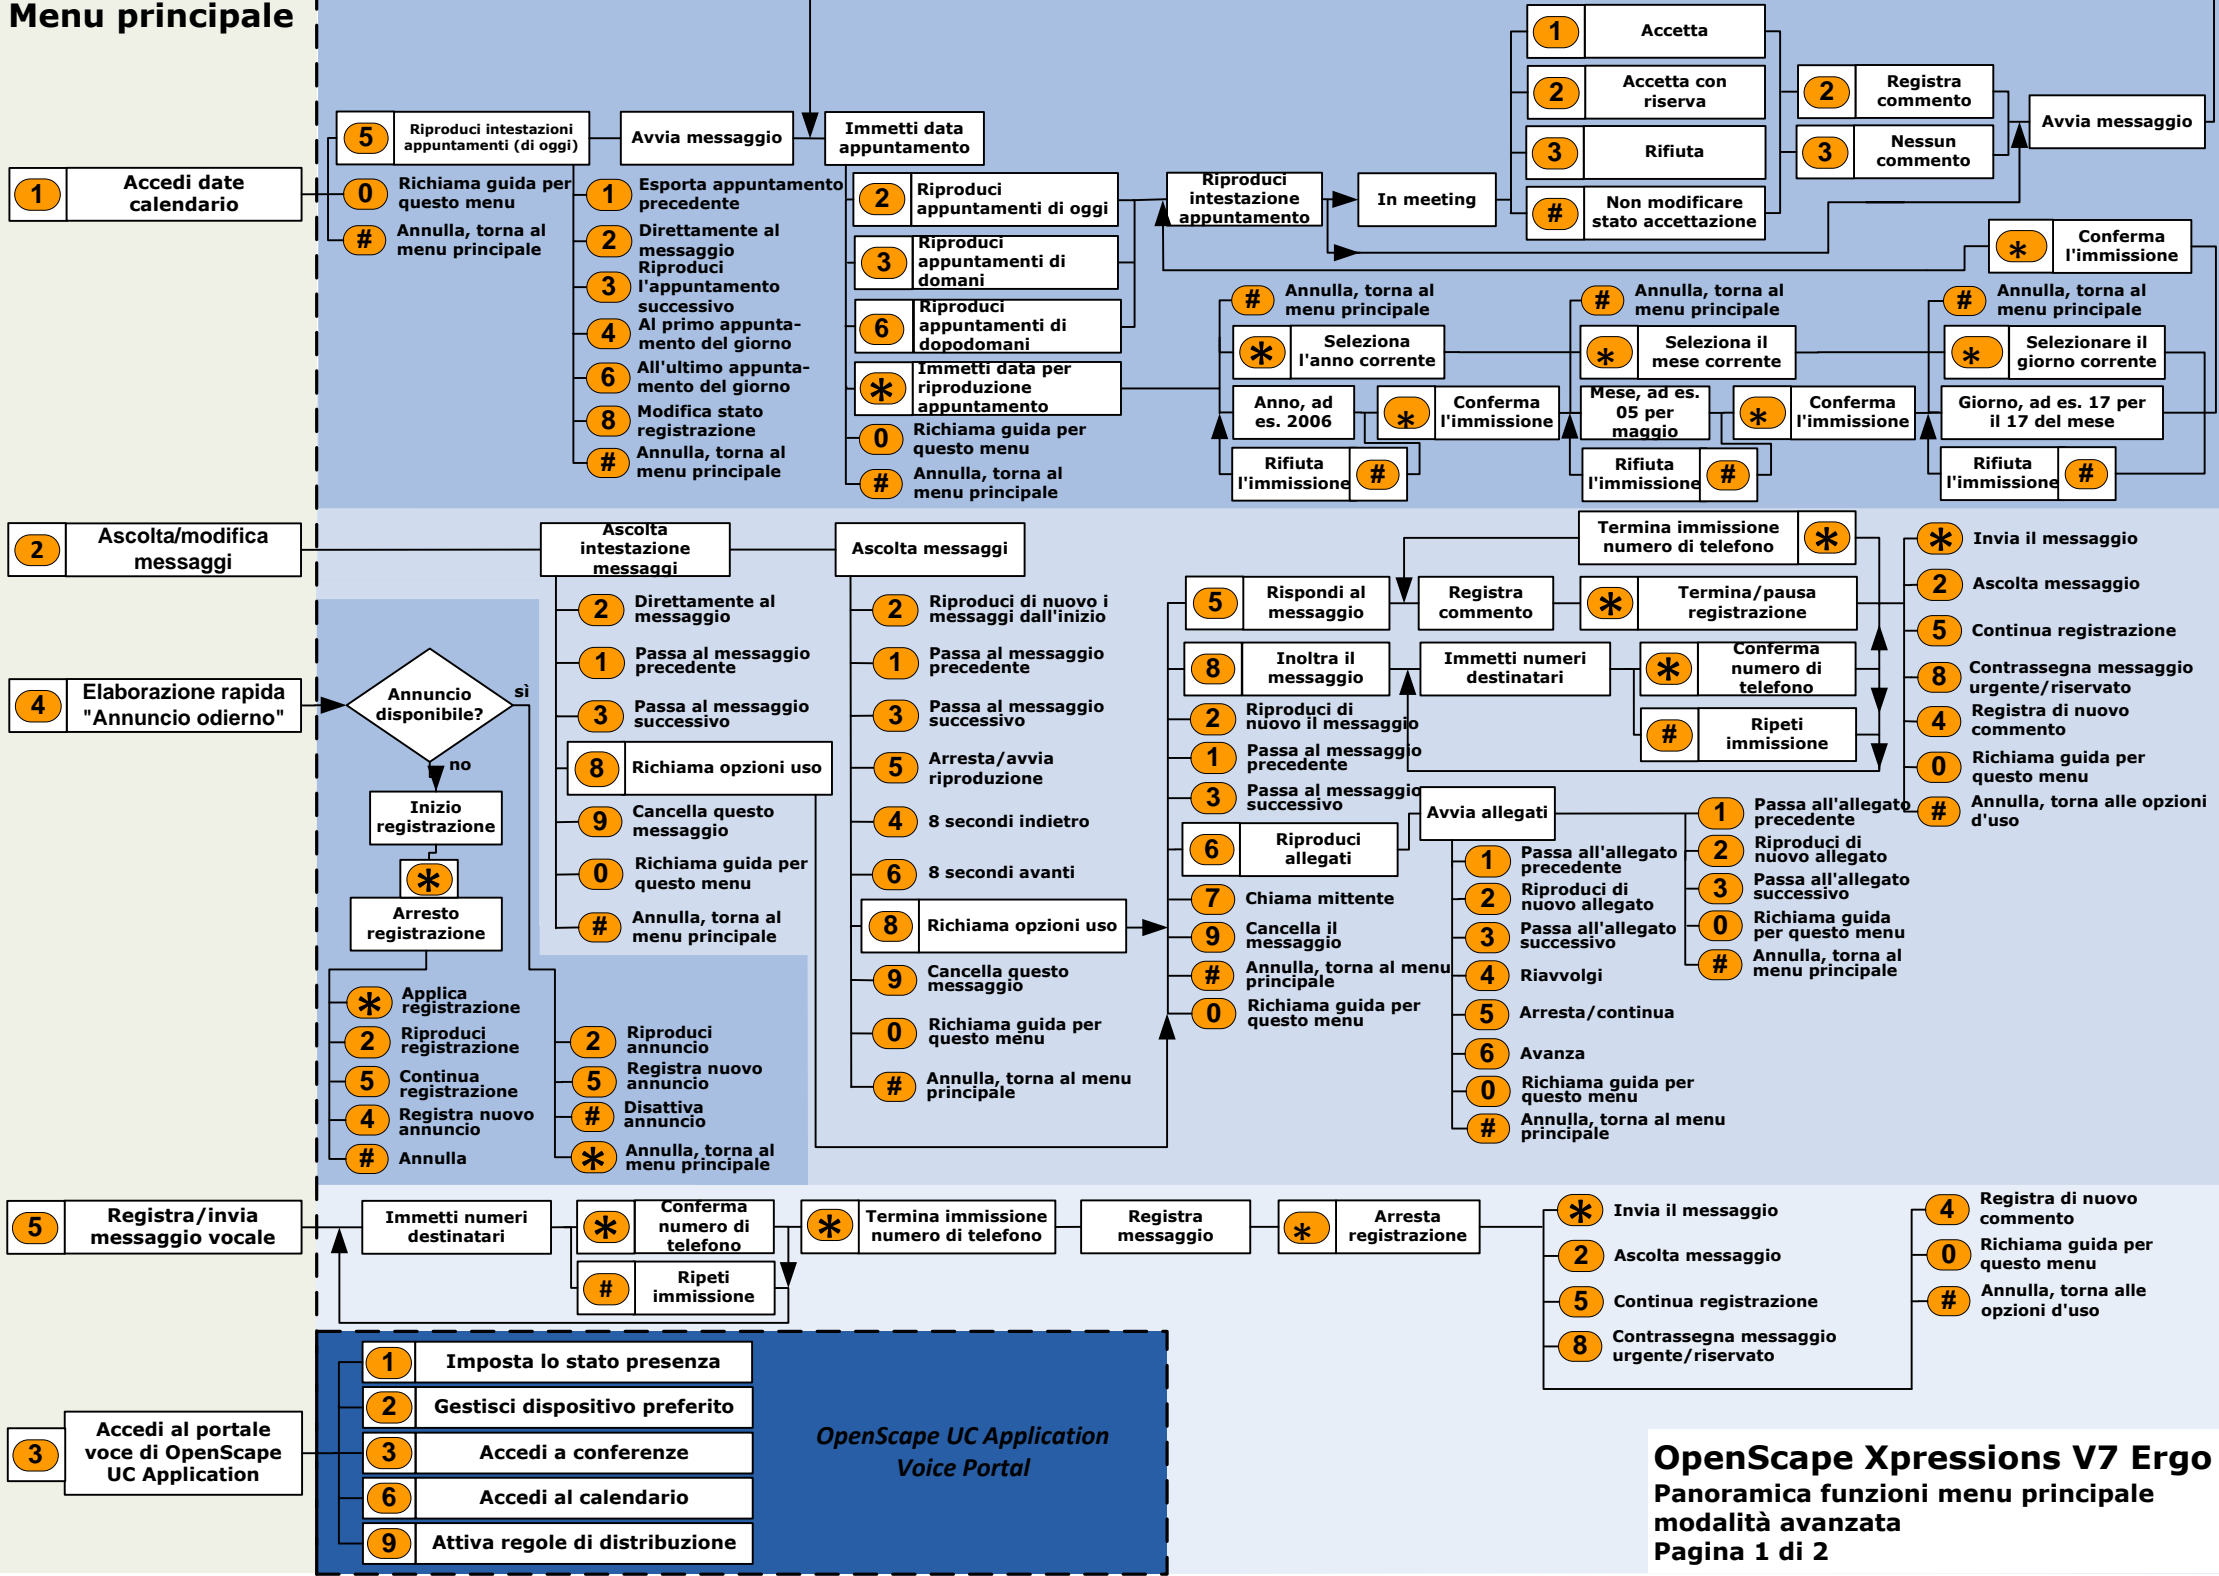 Menu principale
1
Accedi date
calendario
5
Riproduci intestazioni
appuntamenti (di oggi)
0
Richiama guida per
questo menu
#
Annulla, torna al
menu principale
Avvia messaggio
1
Esporta appuntamento
precedente
2
Direttamente al
messaggio
3
Riproduci
l'appuntamento
successivo
4
Al primo appunta-
mento del giorno
6
All'ultimo appunta-
mento del giorno
8
Modifica stato
registrazione
#
Annulla, torna al
menu principale
Immetti data
appuntamento
2
Riproduci
appuntamenti di oggi
3
Riproduci
appuntamenti di
domani
6
Riproduci
appuntamenti di
dopodomani
*
Immetti data per
riproduzione
appuntamento
0
Richiama guida per
questo menu
#
Annulla, torna al
menu principale
Riproduci
intestazione
appuntamento
In meeting
1
Accetta
2
Accetta con
riserva
3
Rifiuta
#
Non modificare
stato accettazione
2
Registra
commento
3
Nessun
commento
Avvia messaggio
*
Conferma
l'immissione
#
Annulla, torna al
menu principale
*
Seleziona
l'anno corrente
Anno, ad
es. 2006
*
Conferma
l'immissione
Rifiuta
l'immissione
#
#
Annulla, torna al
menu principale
*
Seleziona il
mese corrente
Mese, ad es.
05 per
maggio
*
Conferma
l'immissione
Rifiuta
l'immissione
#
#
Annulla, torna al
menu principale
*
Selezionare il
giorno corrente
Giorno, ad es. 17 per
il 17 del mese
Rifiuta
l'immissione
#
2
Ascolta/modifica
messaggi
Ascolta
intestazione
messaggi
2
Direttamente al
messaggio
1
Passa al messaggio
precedente
3
Passa al messaggio
successivo
8
Richiama opzioni uso
9
Cancella questo
messaggio
0
Richiama guida per
questo menu
#
Annulla, torna al
menu principale
Ascolta messaggi
2
Riproduci di nuovo i
messaggi dall'inizio
1
Passa al messaggio
precedente
3
Passa al messaggio
successivo
5
Arresta/avvia
riproduzione
4
8 secondi indietro
6
8 secondi avanti
8
Richiama opzioni uso
9
Cancella questo
messaggio
0
Richiama guida per
questo menu
#
Annulla, torna al menu
principale
5
Rispondi al
messaggio
Registra
commento
*
Termina/pausa
registrazione
Termina immissione
numero di telefono
*
8
Inoltra il
messaggio
Immetti numeri
destinatari
*
Conferma
numero di
telefono
#
Ripeti
immissione
2
Riproduci di
nuovo il messaggio
1
Passa al messaggio
precedente
3
Passa al messaggio
successivo
6
Riproduci
allegati
7
Chiama mittente
9
Cancella il
messaggio
#
Annulla, torna al menu
principale
0
Richiama guida per
questo menu
Avvia allegati
1
Passa all'allegato
precedente
2
Riproduci di
nuovo allegato
3
Passa all'allegato
successivo
4
Riavvolgi
5
Arresta/continua
6
Avanza
0
Richiama guida per
questo menu
#
Annulla, torna al menu
principale
1
Passa all'allegato
precedente
2
Riproduci di
nuovo allegato
3
Passa all'allegato
successivo
0
Richiama guida
per questo menu
#
Annulla, torna al
menu principale
*
Invia il messaggio
2
Ascolta messaggio
5
Continua registrazione
8
Contrassegna messaggio
urgente/riservato
4
Registra di nuovo
commento
0
Richiama guida per
questo menu
#
Annulla, torna alle opzioni
d'uso
4
Elaborazione rapida
"Annuncio odierno"
Annuncio
disponibile?
sì
no
Inizio
registrazione
*
Arresto
registrazione
*
Applica
registrazione
2
Riproduci
registrazione
5
Continua
registrazione
4
Registra nuovo
annuncio
#
Annulla
2
Riproduci
annuncio
5
Registra nuovo
annuncio
#
Disattiva
annuncio
*
Annulla, torna al
menu principale
5
Registra/invia
messaggio vocale
Immetti numeri
destinatari
*
Conferma
numero di
telefono
#
Ripeti
immissione
*
Termina immissione
numero di telefono
Registra
messaggio
*
Arresta
registrazione
*
Invia il messaggio
2
Ascolta messaggio
5
Continua registrazione
8
Contrassegna messaggio
urgente/riservato
4
Registra di nuovo
commento
0
Richiama guida per
questo menu
#
Annulla, torna alle
opzioni d'uso
3
Accedi al portale
voce di OpenScape
UC Application
1
Imposta lo stato presenza
2
Gestisci dispositivo preferito
3
Accedi a conferenze
6
Accedi al calendario
9
Attiva regole di distribuzione
OpenScape UC Application
Voice Portal
OpenScape Xpressions V7 Ergo
Panoramica funzioni menu principale
modalità avanzata
Pagina 1 di 2